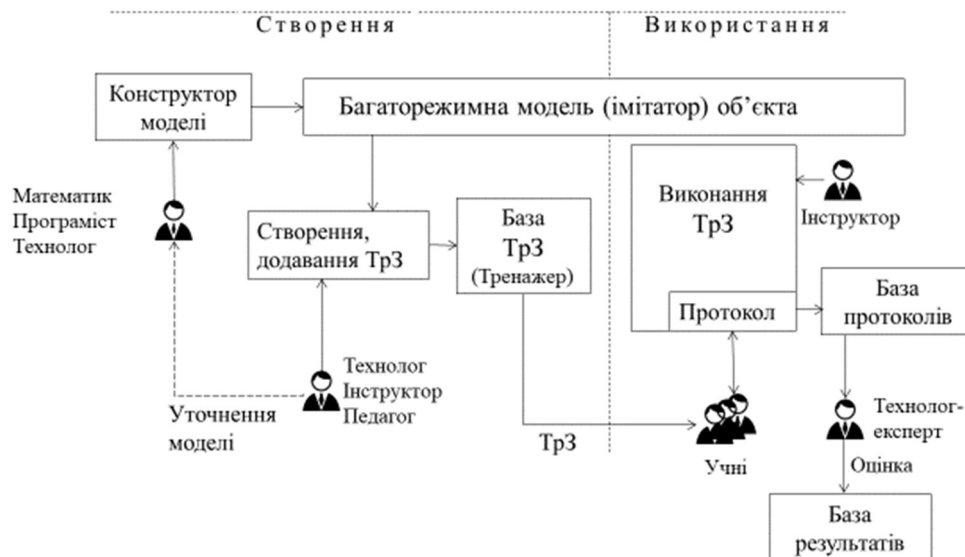 Створення
Використання
Конструктор
моделі
Багаторежимна модель (імітатор) об’єкта
Математик
Програміст
Технолог
Створення,
додавання ТрЗ
База
ТрЗ
(Тренажер)
Виконання
ТрЗ
Інструктор
Протокол
База
протоколів
Технолог
Інструктор
Педагог
Уточнення
моделі
ТрЗ
Учні
Технолог-
експерт
Оцінка
База
результатів